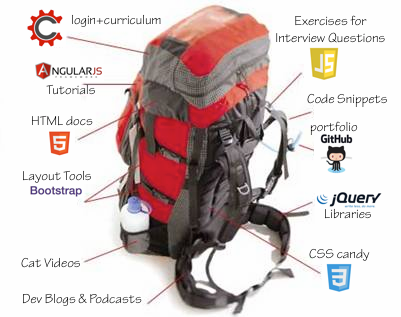 login+curriculum
Exercises for
Interview Questions
JS
ANGULARJS
Tutorials
Code Snippets
HTML docs
5
portfolio
GitHub
Layout Tools
Bootstrap
jQuery
Libraries
CSS candy
3
Cat Videos
Dev Blogs & Podcasts